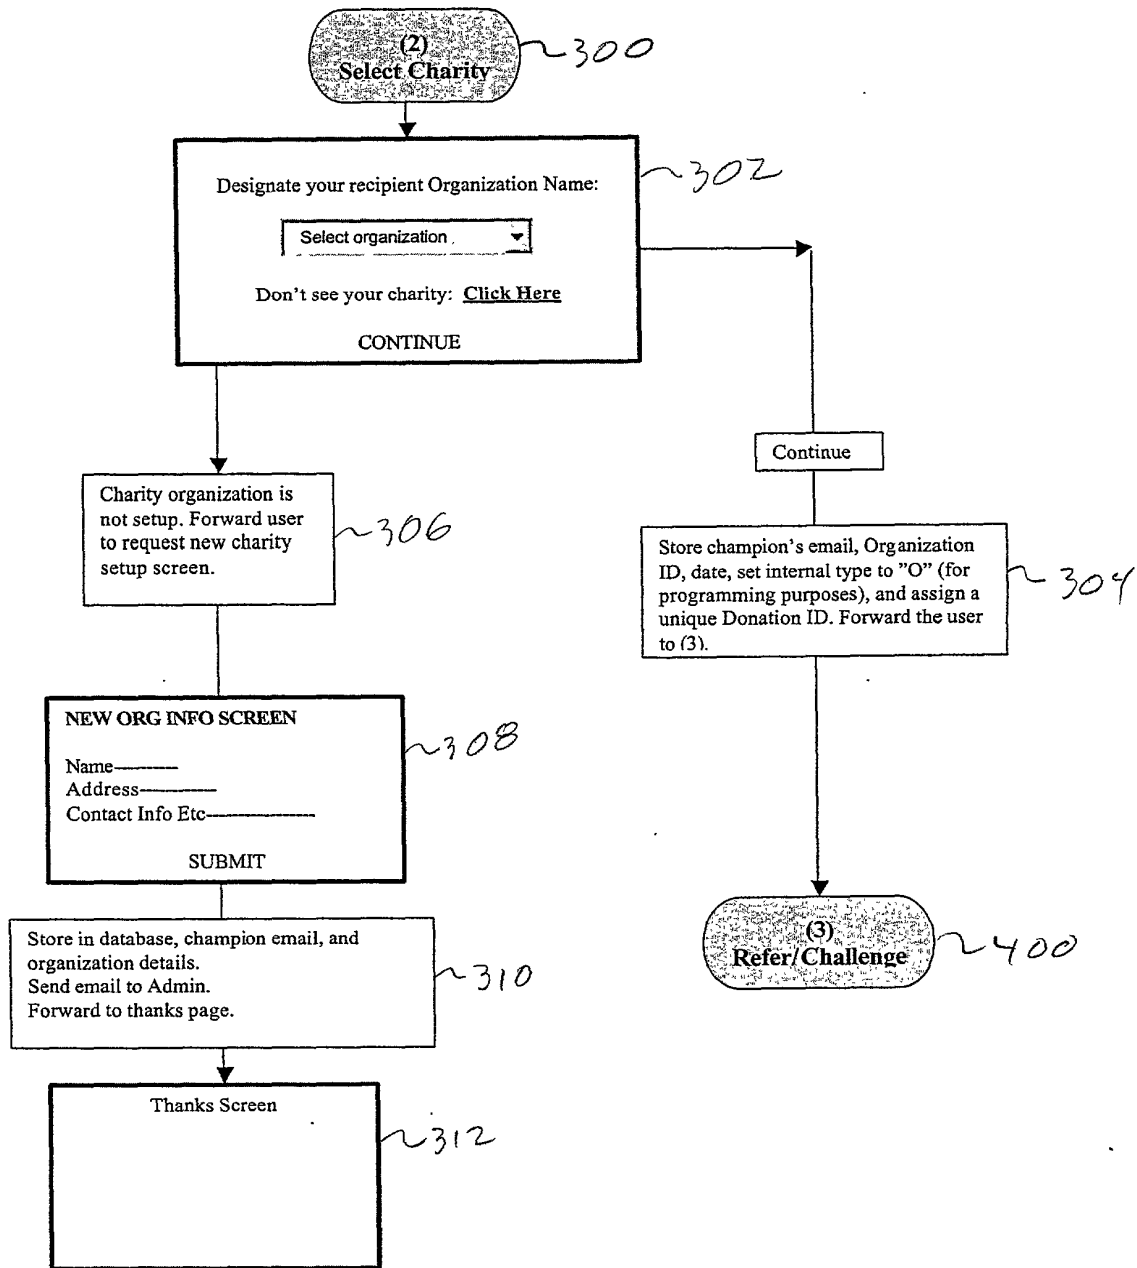 (2)
Select Charity
300
Designate your recipient Organization Name:
302
Select organization
Don't see your charity: Click Here
CONTINUE
Continue
Charity organization is
not setup. Forward user
to request new charity
setup screen.
306
Store champion's email, Organization
ID, date, set internal type to "O" (for
programming purposes), and assign a
unique Donation ID. Forward the user
to (3).
304
NEW ORG INFO SCREEN
Name
Address
Contact Info Etc
SUBMIT
308
(3)
Refer/Challenge
400
Store in database, champion email, and
organization details.
Send email to Admin.
Forward to thanks page.
310
Thanks Screen
312